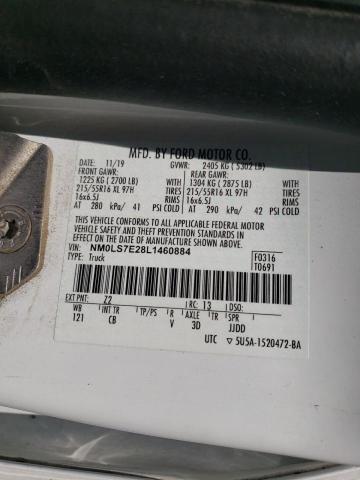 MFD. BY FORD MOTOR CO.
DATE: 11/19 GVWR: 2405 KG ( 5302 LB)
FRONT GAWR: REAR GAWR:
1225 KG ( 2700 LB) 1304 KG ( 2875 LB)
215/55R16 XL 97H TIRES 215/55R16 XL 97H TIRES
16x6.5J RIMS 16x6.5J RIMS
AT 280 kPa/ 41 PSI COLD AT 290 kPa/ 42 PSI COLD
THIS VEHICLE CONFORMS TO ALL APPLICABLE FEDERAL MOTOR
VEHICLE SAFETY STANDARDS IN EFFECT ON THE DATE OF
MANUFACTURE SHOWN ABOVE.
VIN: NM0LS7E28L1460884 F0316
TYPE: Truck T0691
EXT PNT: Z2 RC: 13 DSO:
WB INT TR TP/PS R AXLE TR SPR
121 CB V 3D JJDD
UTC ▽ 5U5A-1520472-BA